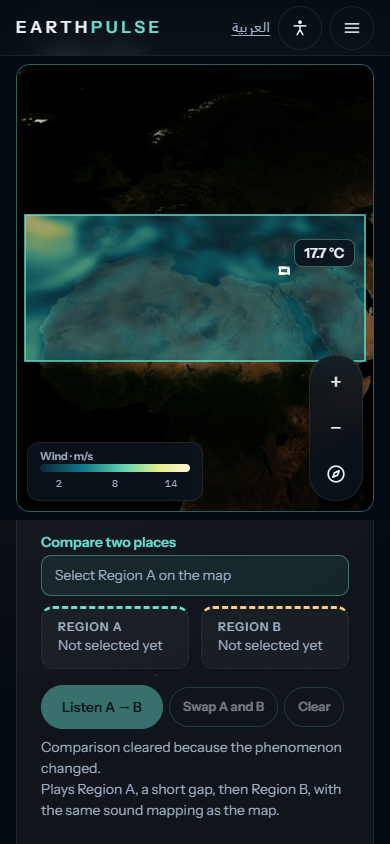 EARTHPULSE
العربية
17.7 °C
Wind · m/s
2 8 14
+
−
Compare two places
Select Region A on the map
REGION A
Not selected yet
REGION B
Not selected yet
Listen A → B
Swap A and B
Clear
Comparison cleared because the phenomenon
changed.
Plays Region A, a short gap, then Region B, with
the same sound mapping as the map.